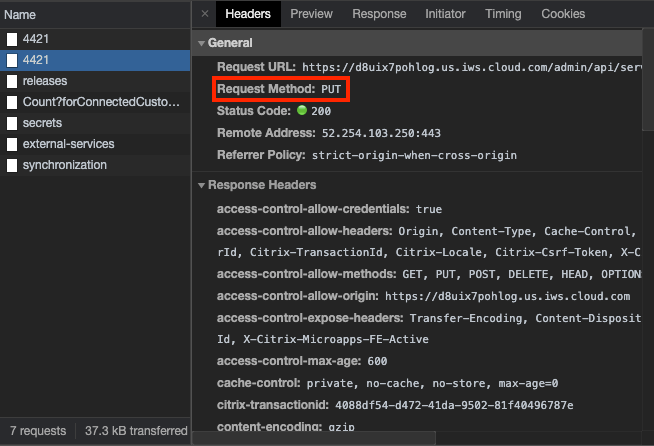 Name
4421
4421
releases
Count?forConnectedCusto...
secrets
external-services
synchronization
7 requests 37.3 kB transferred
× Headers Preview Response Initiator Timing Cookies
General
Request URL: https://d8uix7pohlog.us.iws.cloud.com/admin/api/serv
Request Method: PUT
Status Code: 200
Remote Address: 52.254.103.250:443
Referrer Policy: strict-origin-when-cross-origin
Response Headers
access-control-allow-credentials: true
access-control-allow-headers: Origin, Content-Type, Cache-Control,
rId, Citrix-TransactionId, Citrix-Locale, Citrix-Csrf-Token, X-C
access-control-allow-methods: GET, PUT, POST, DELETE, HEAD, OPTION
access-control-allow-origin: https://d8uix7pohlog.us.iws.cloud.com
access-control-expose-headers: Transfer-Encoding, Content-Disposit
Id, X-Citrix-Microapps-FE-Active
access-control-max-age: 600
cache-control: private, no-cache, no-store, max-age=0
citrix-transactionid: 4088df54-d472-41da-9502-81f40496787e
content-encoding: gzip